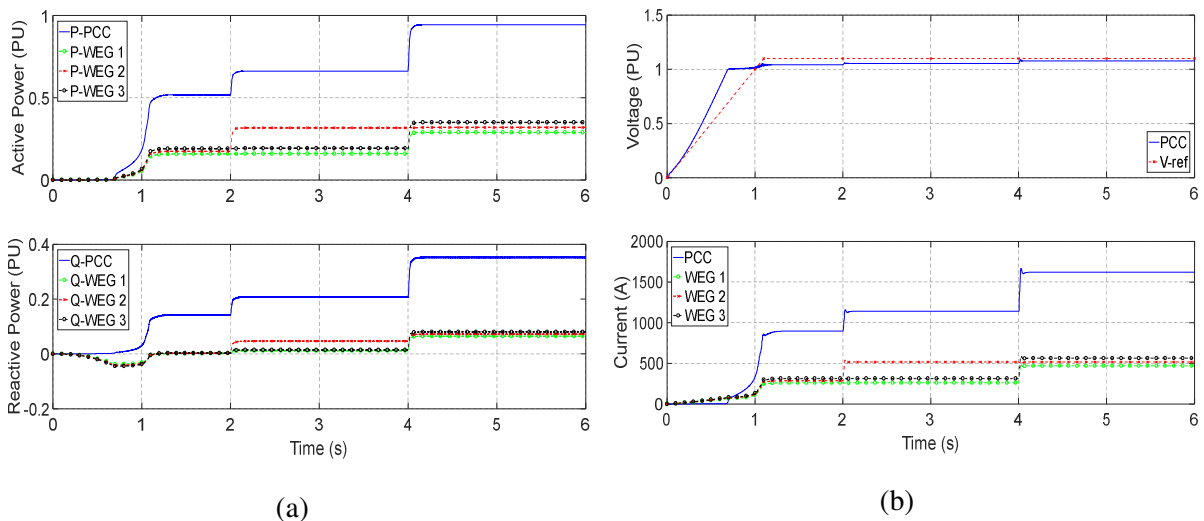 Active Power (PU)
1
0.5
0
P-PCC
P-WEG 1
P-WEG 2
P-WEG 3
0 1 2 3 4 5 6
Reactive Power (PU)
0.4
0.2
0
-0.2
Q-PCC
Q-WEG 1
Q-WEG 2
Q-WEG 3
0 1 2 3 4 5 6
Time (s)
(a)
Voltage (PU)
1.5
1
0.5
0
PCC
V-ref
0 1 2 3 4 5 6
Current (A)
2000
1500
1000
500
0
PCC
WEG 1
WEG 2
WEG 3
0 1 2 3 4 5 6
Time (s)
(b)